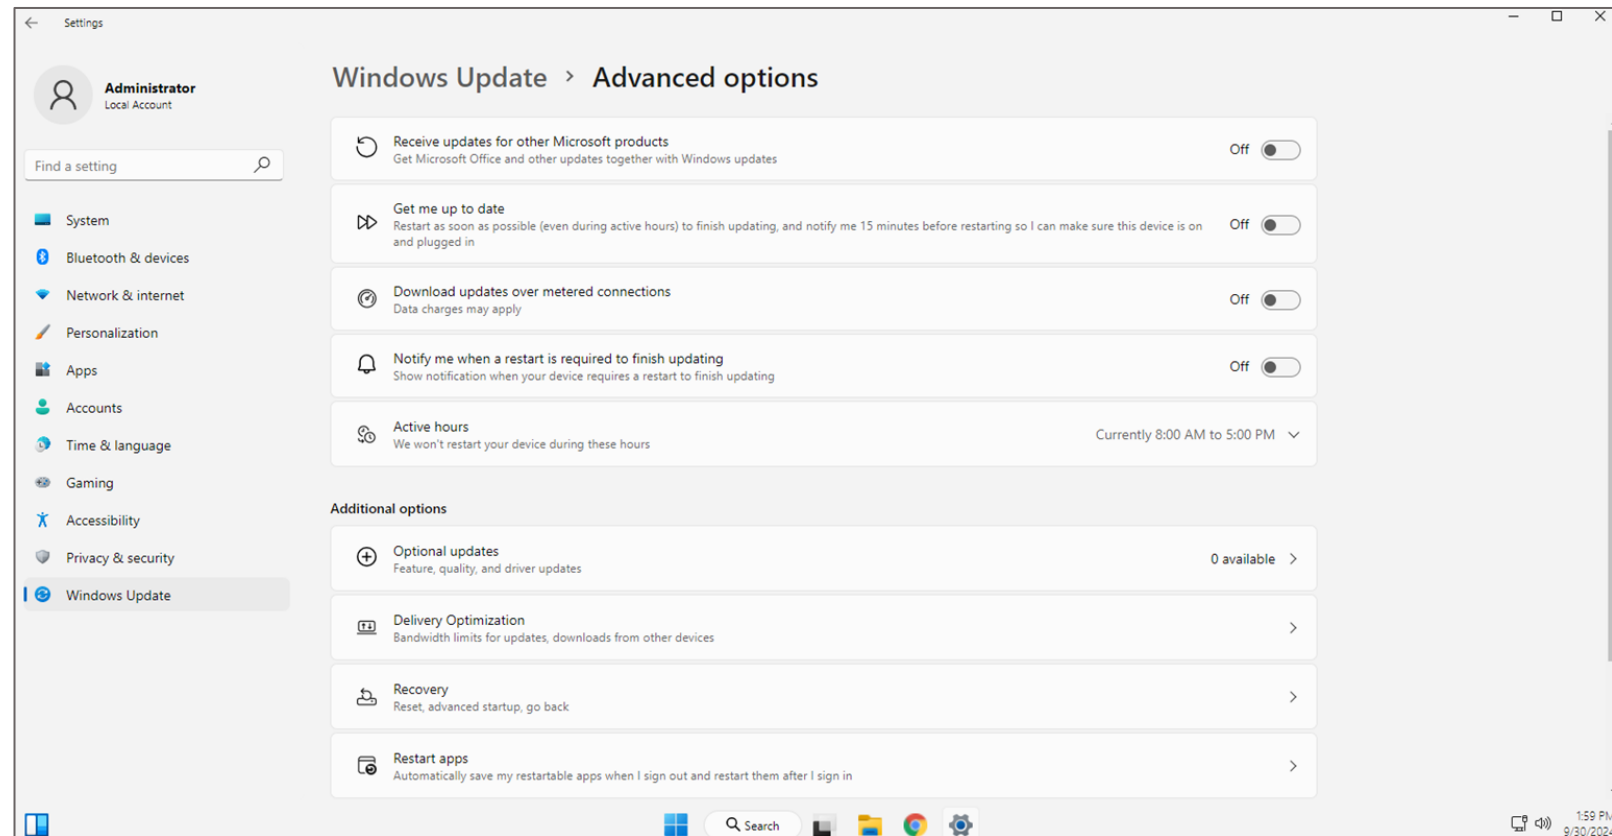 Settings
Administrator
Local Account
Find a setting
System
Bluetooth & devices
Network & internet
Personalization
Apps
Accounts
Time & language
Gaming
Accessibility
Privacy & security
Windows Update
Windows Update > Advanced options
Receive updates for other Microsoft products
Get Microsoft Office and other updates together with Windows updates
Off
Get me up to date
Restart as soon as possible (even during active hours) to finish updating, and notify me 15 minutes before restarting so I can make sure this device is on
and plugged in
Off
Download updates over metered connections
Data charges may apply
Off
Notify me when a restart is required to finish updating
Show notification when your device requires a restart to finish updating
Off
Active hours
We won't restart your device during these hours
Currently 8:00 AM to 5:00 PM
Additional options
Optional updates
Feature, quality, and driver updates
0 available
Delivery Optimization
Bandwidth limits for updates, downloads from other devices
Recovery
Reset, advanced startup, go back
Restart apps
Automatically save my restartable apps when I sign out and restart them after I sign in
Search
1:59 PM